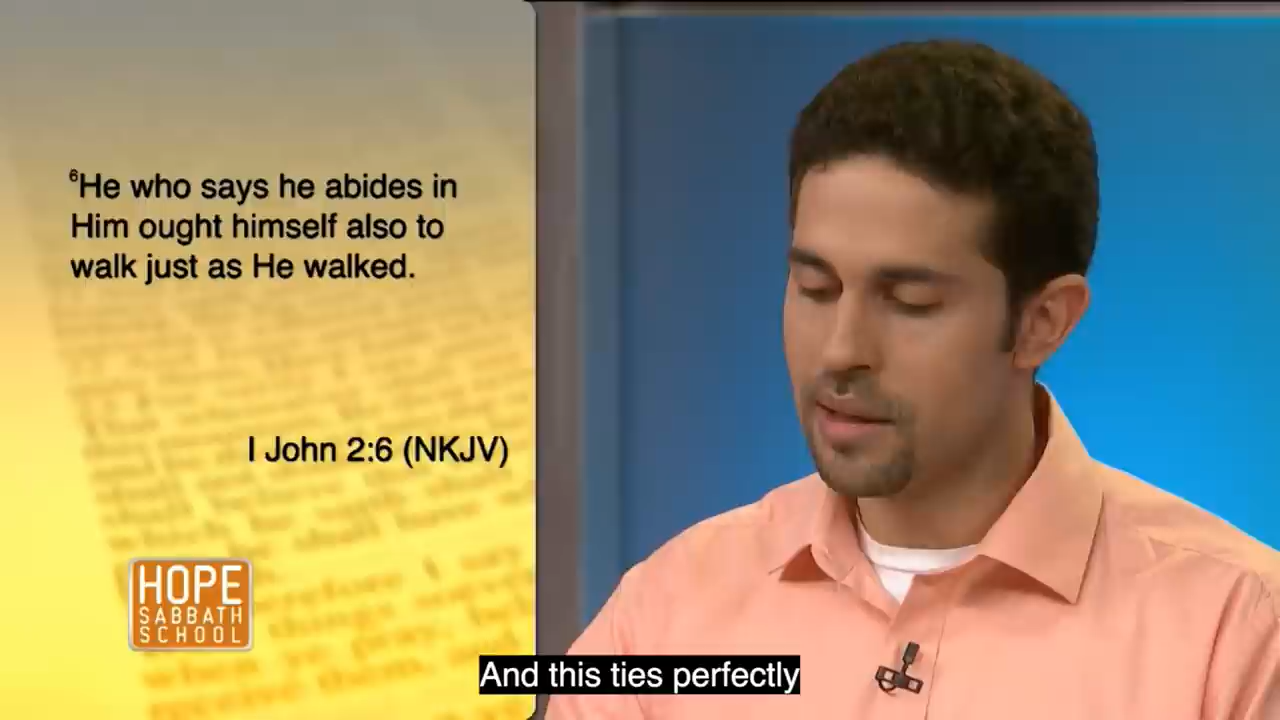 ⁶He who says he abides in
Him ought himself also to
walk just as He walked.
I John 2:6 (NKJV)
HOPE
SABBATH
SCHOOL
And this ties perfectly